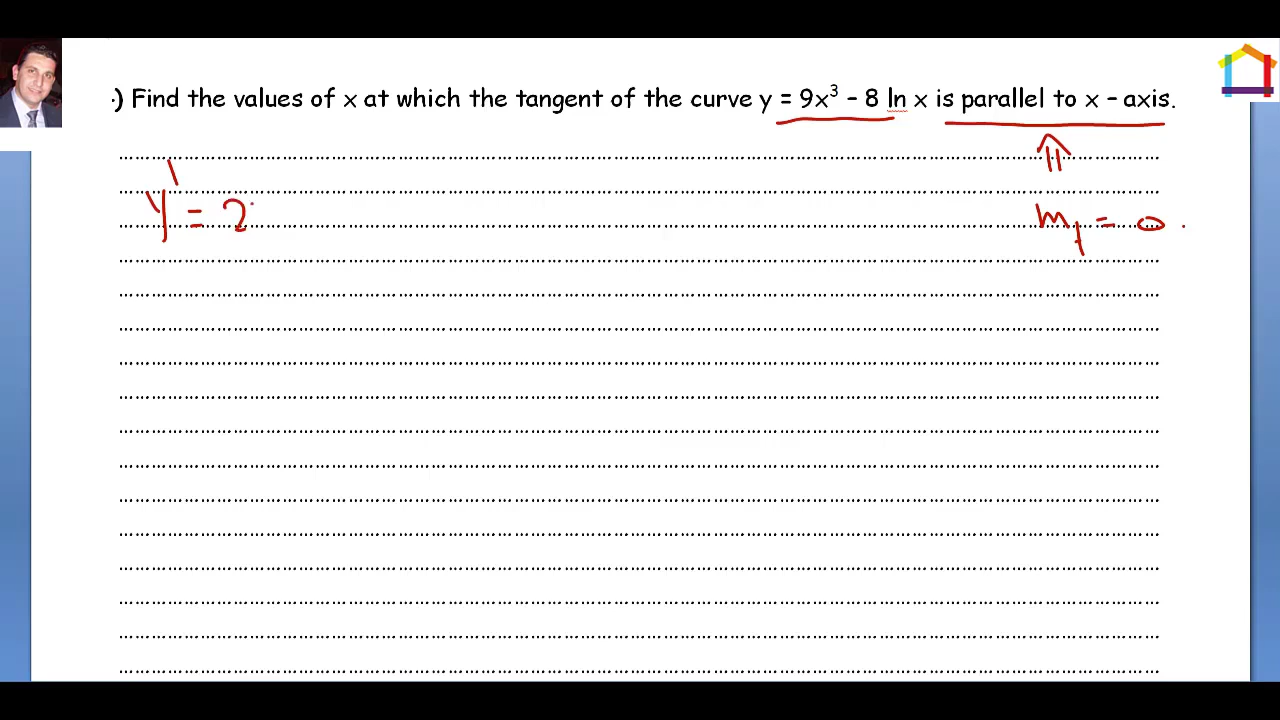 .) Find the values of x at which the tangent of the curve y = 9x³ – 8 ln x is parallel to x – axis.
y' = 2
m₁ = 0